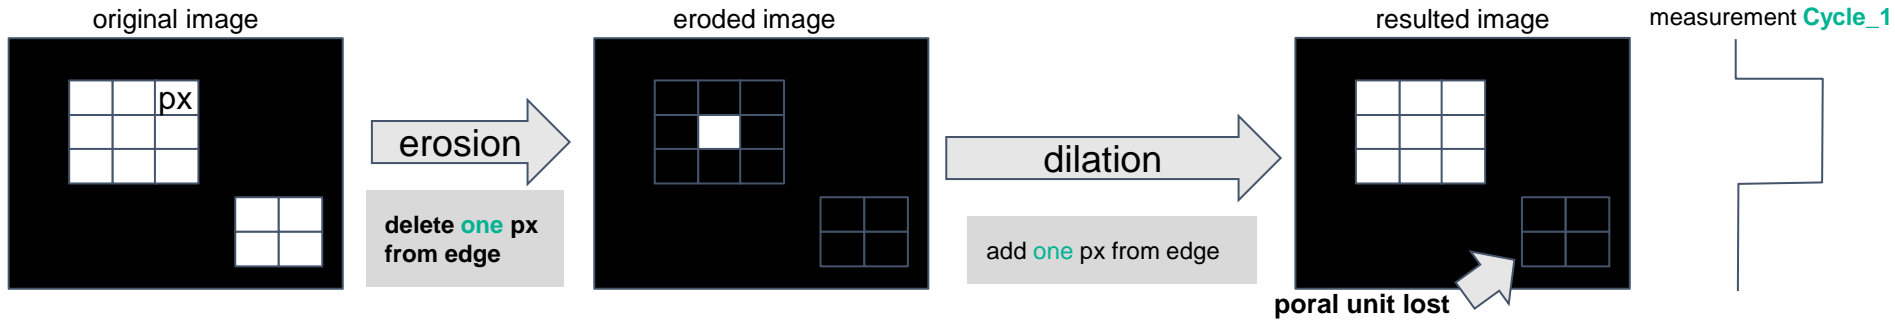 original image
eroded image
resulted image
measurement Cycle_1
px
erosion
dilation
delete one px
from edge
add one px from edge
poral unit lost